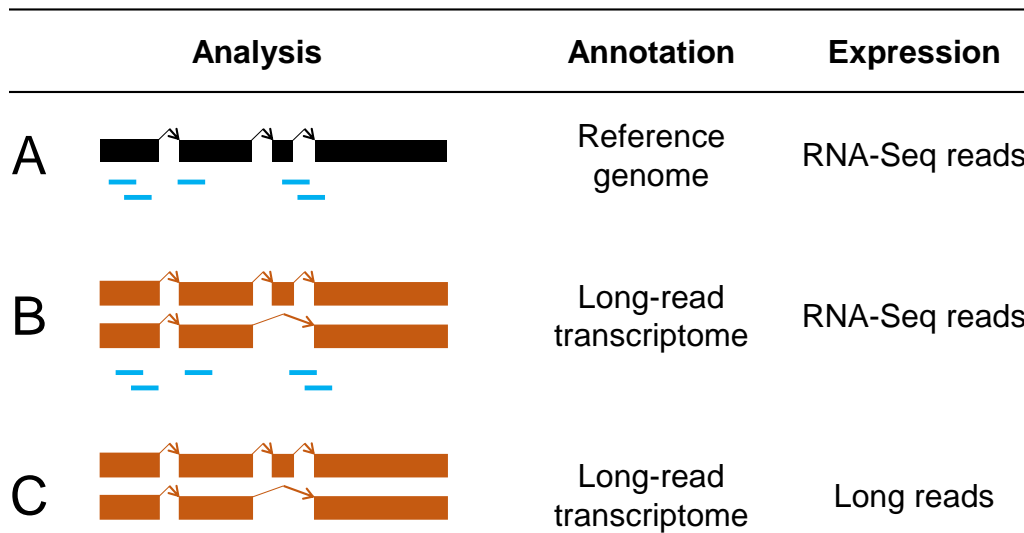 Analysis Annotation Expression
A Reference genome RNA-Seq reads
B Long-read transcriptome RNA-Seq reads
C Long-read transcriptome Long reads